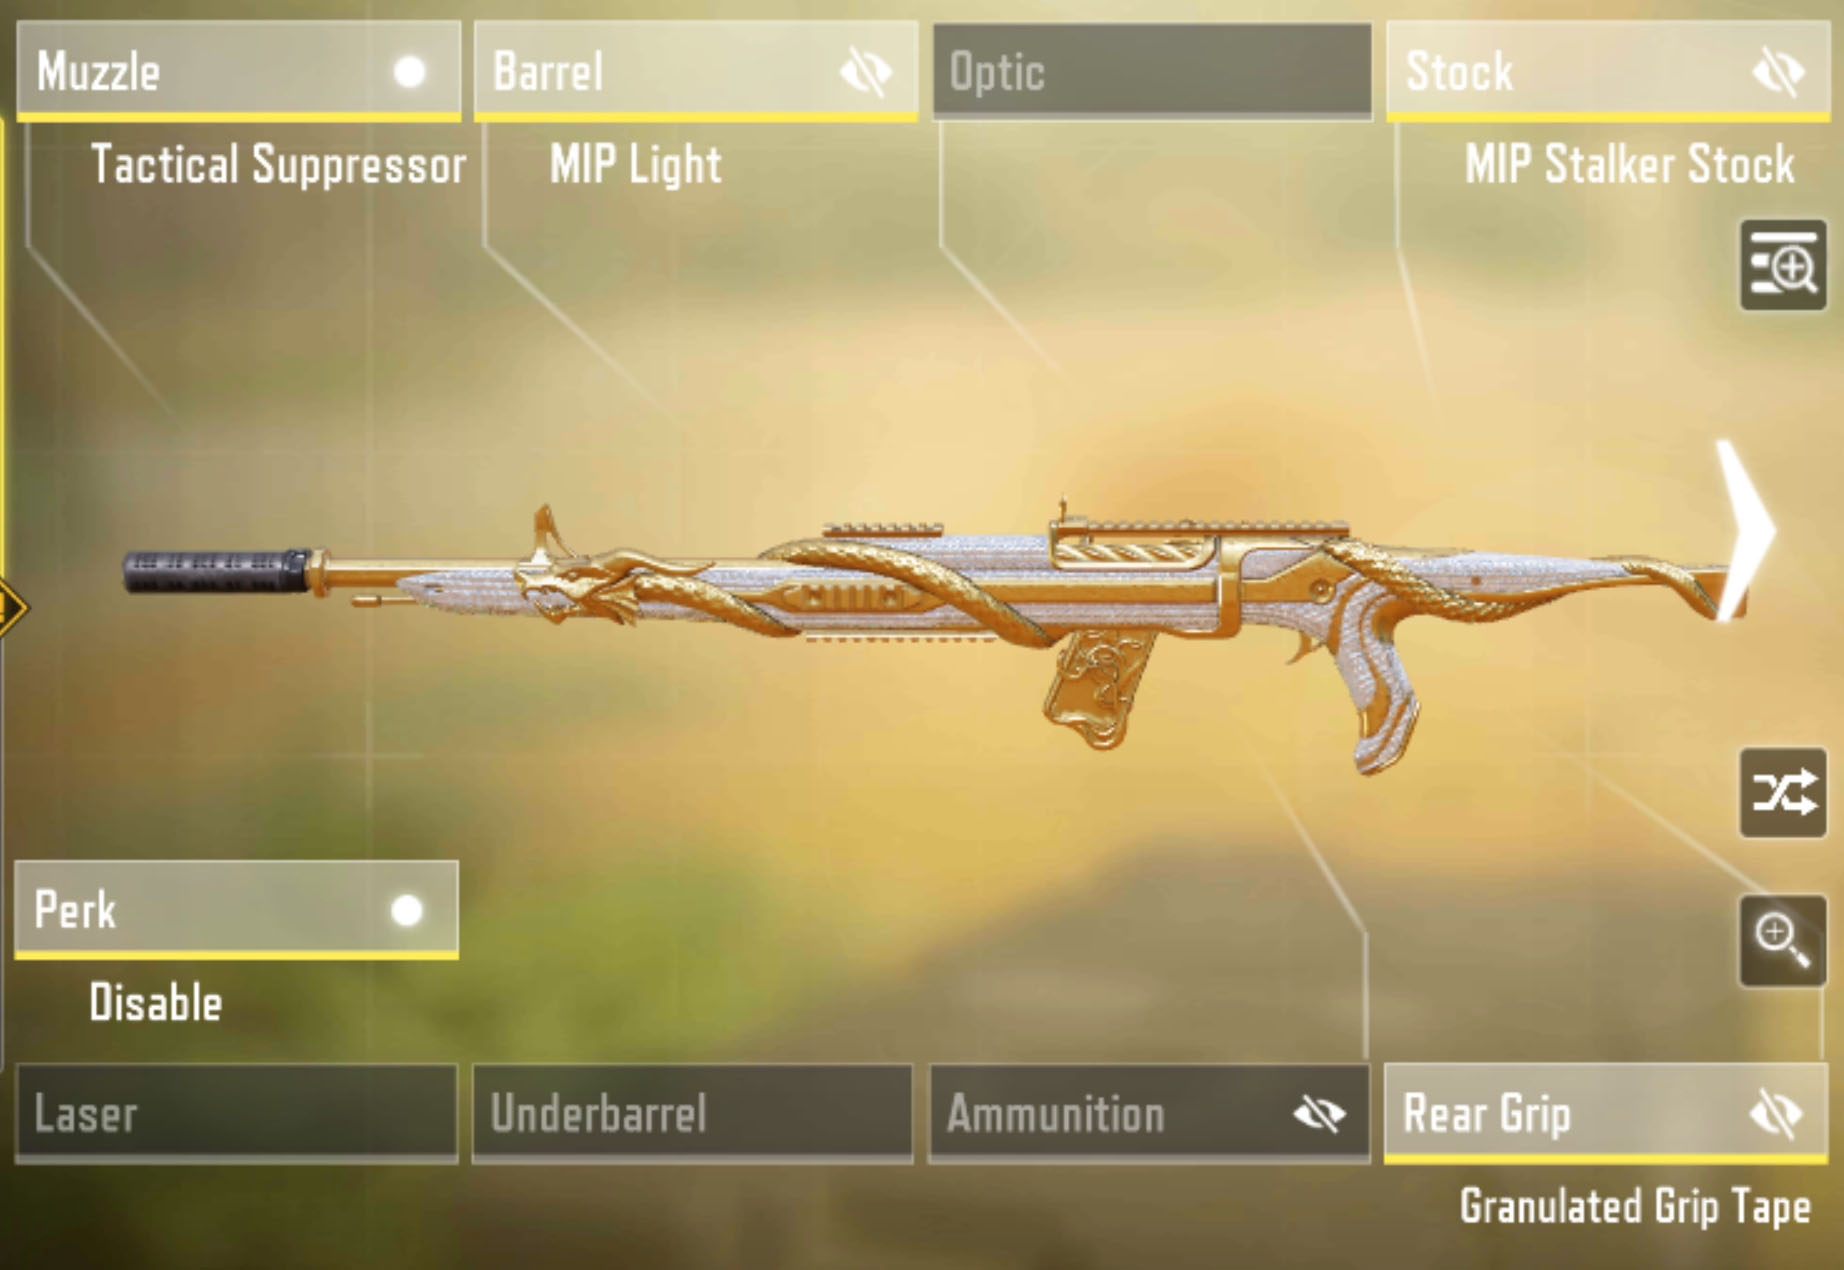 Muzzle
Barrel
Optic
Stock
Tactical Suppressor
MIP Light
MIP Stalker Stock
Perk
Disable
Laser
Underbarrel
Ammunition
Rear Grip
Granulated Grip Tape